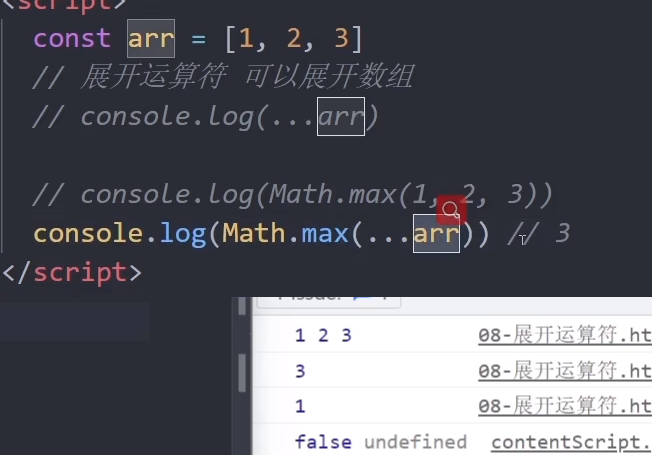 <script>
const arr = [1, 2, 3]
// 展开运算符 可以展开数组
// console.log(...arr)
// console.log(Math.max(1, 2, 3))
console.log(Math.max(...arr)) // 3
</script>
1 2 3 08-展开运算符.ht
3 08-展开运算符.ht
1 08-展开运算符.ht
false undefined contentScript.